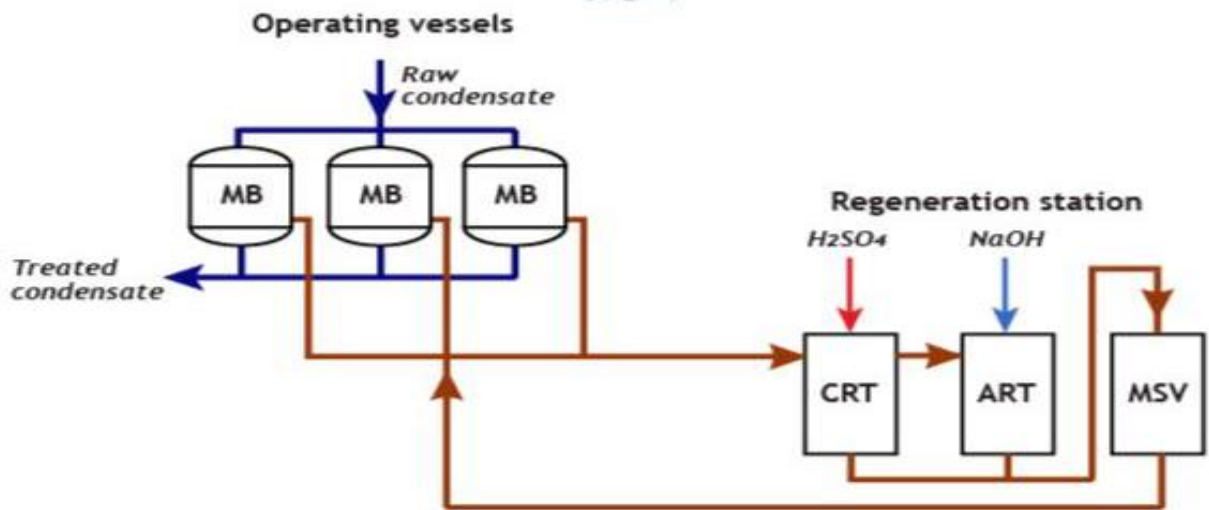 Operating vessels
Raw
condensate
MB
MB
MB
Regeneration station
H2SO4
NaOH
Treated
condensate
CRT
ART
MSV